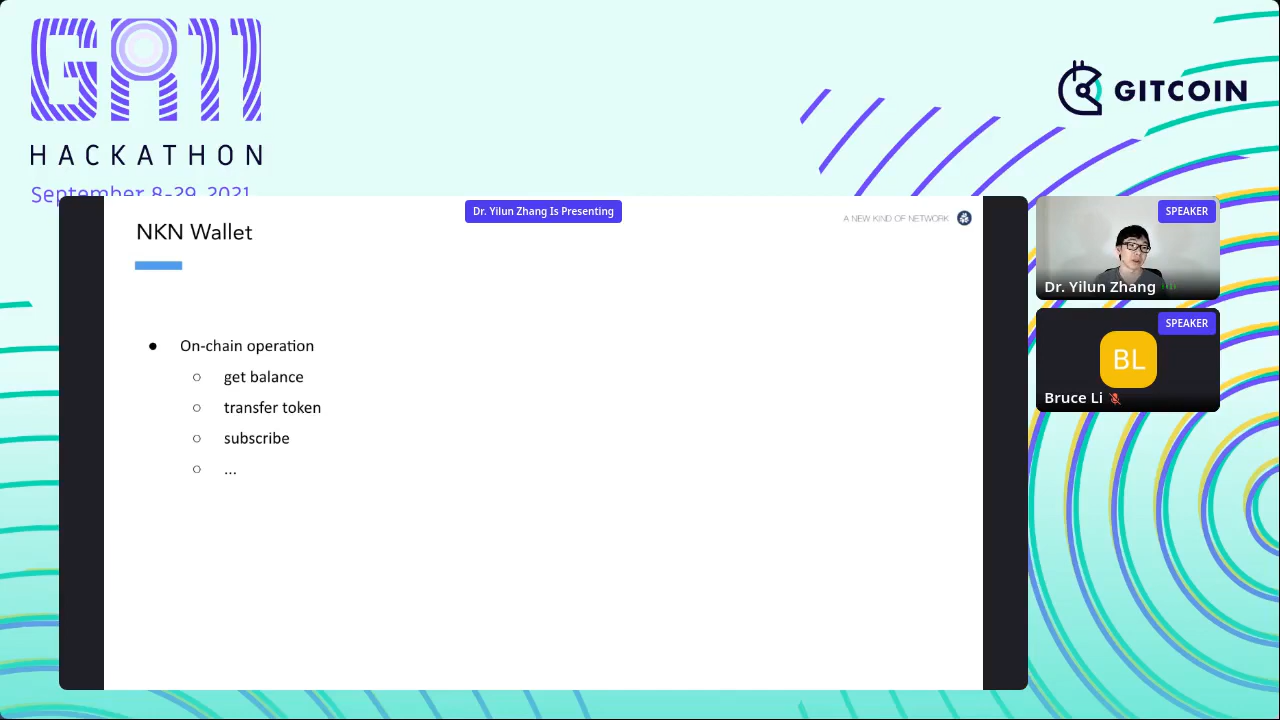 GR11
HACKATHON
September 8-29, 2021
GITCOIN
Dr. Yilun Zhang Is Presenting
A NEW KIND OF NETWORK
NKN Wallet
● On-chain operation
○ get balance
○ transfer token
○ subscribe
○ ...
SPEAKER
Dr. Yilun Zhang
SPEAKER
BL
Bruce Li